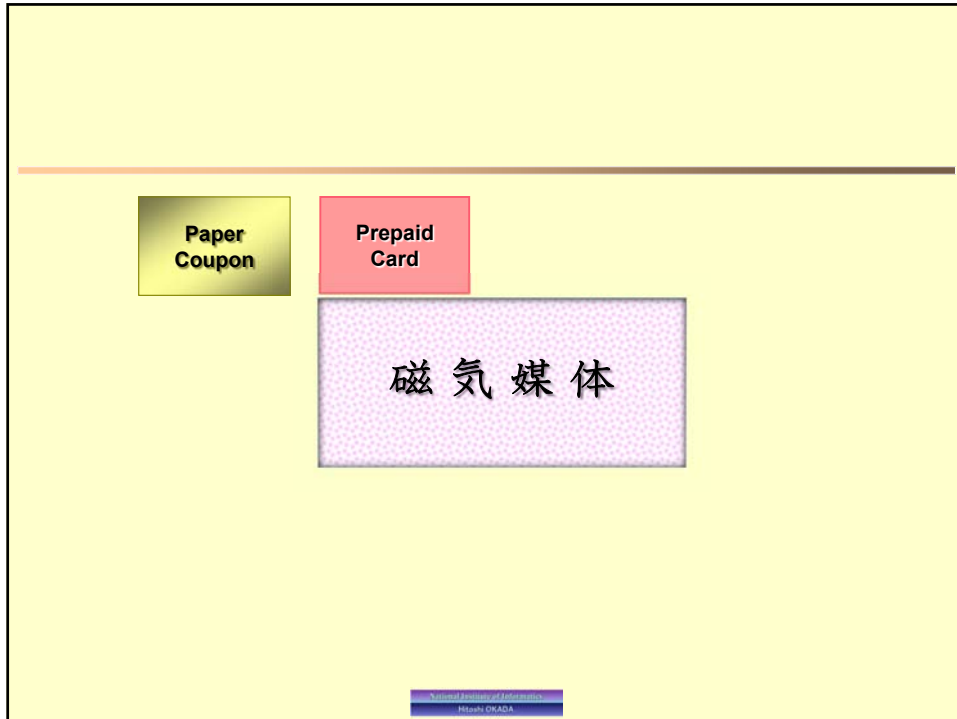 Paper
Coupon
Prepaid
Card
磁気媒体
National Institute of Informatics
Hitoshi OKADA